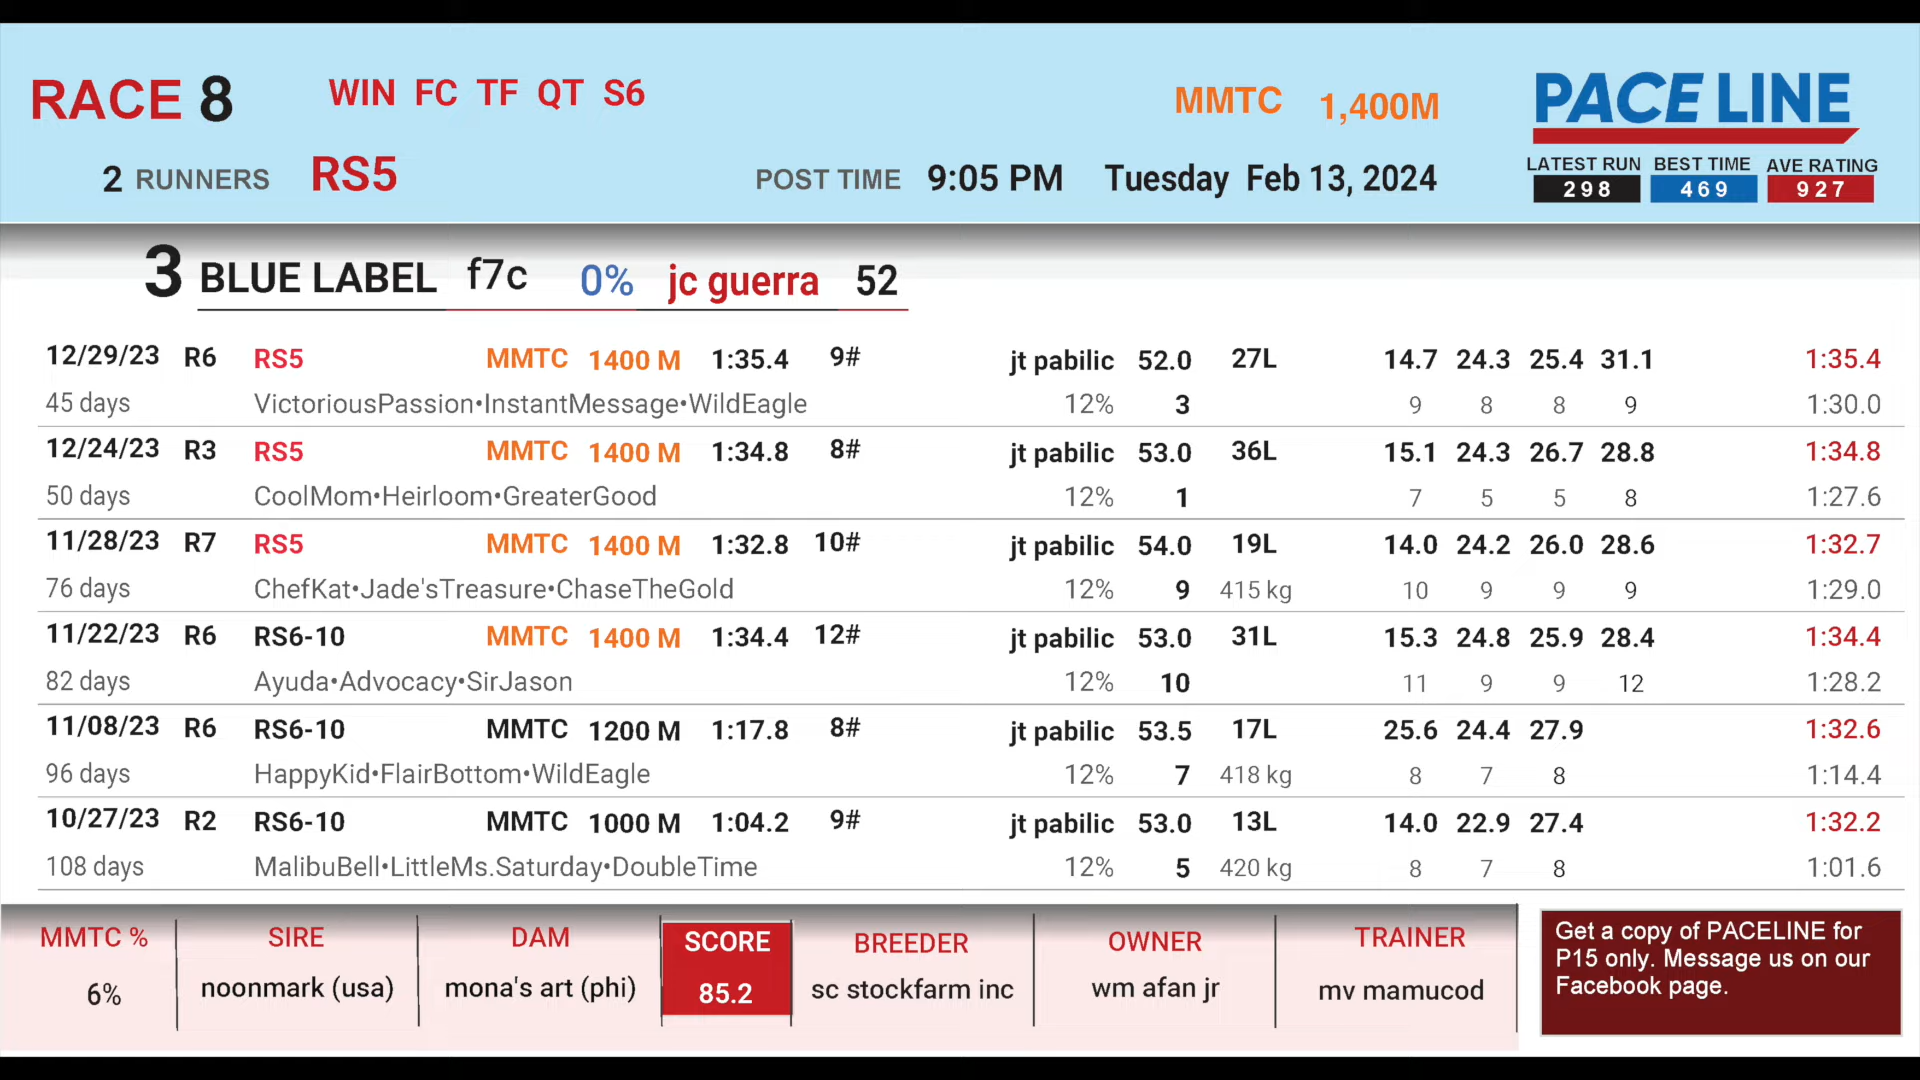 RACE 8 WIN FC TF QT S6 MMTC 1,400M PACE LINE
2 RUNNERS RS5 POST TIME 9:05 PM Tuesday Feb 13, 2024
LATEST RUN BEST TIME AVE RATING
298 469 927
3 BLUE LABEL f7c 0% jc guerra 52
12/29/23 R6 RS5 MMTC 1400 M 1:35.4 9# jt pabilic 52.0 27L 14.7 24.3 25.4 31.1 1:35.4
45 days VictoriousPassion•InstantMessage•WildEagle 12% 3 9 8 8 9 1:30.0
12/24/23 R3 RS5 MMTC 1400 M 1:34.8 8# jt pabilic 53.0 36L 15.1 24.3 26.7 28.8 1:34.8
50 days CoolMom•Heirloom•GreaterGood 12% 1 7 5 5 8 1:27.6
11/28/23 R7 RS5 MMTC 1400 M 1:32.8 10# jt pabilic 54.0 19L 14.0 24.2 26.0 28.6 1:32.7
76 days ChefKat•Jade'sTreasure•ChaseTheGold 12% 9 415 kg 10 9 9 9 1:29.0
11/22/23 R6 RS6-10 MMTC 1400 M 1:34.4 12# jt pabilic 53.0 31L 15.3 24.8 25.9 28.4 1:34.4
82 days Ayuda•Advocacy•SirJason 12% 10 11 9 9 12 1:28.2
11/08/23 R6 RS6-10 MMTC 1200 M 1:17.8 8# jt pabilic 53.5 17L 25.6 24.4 27.9 1:32.6
96 days HappyKid•FlairBottom•WildEagle 12% 7 418 kg 8 7 8 1:14.4
10/27/23 R2 RS6-10 MMTC 1000 M 1:04.2 9# jt pabilic 53.0 13L 14.0 22.9 27.4 1:32.2
108 days MalibuBell•LittleMs.Saturday•DoubleTime 12% 5 420 kg 8 7 8 1:01.6
MMTC % SIRE DAM SCORE BREEDER OWNER TRAINER
6% noonmark (usa) mona's art (phi) 85.2 sc stockfarm inc wm afan jr mv mamucod
Get a copy of PACELINE for
P15 only. Message us on our
Facebook page.